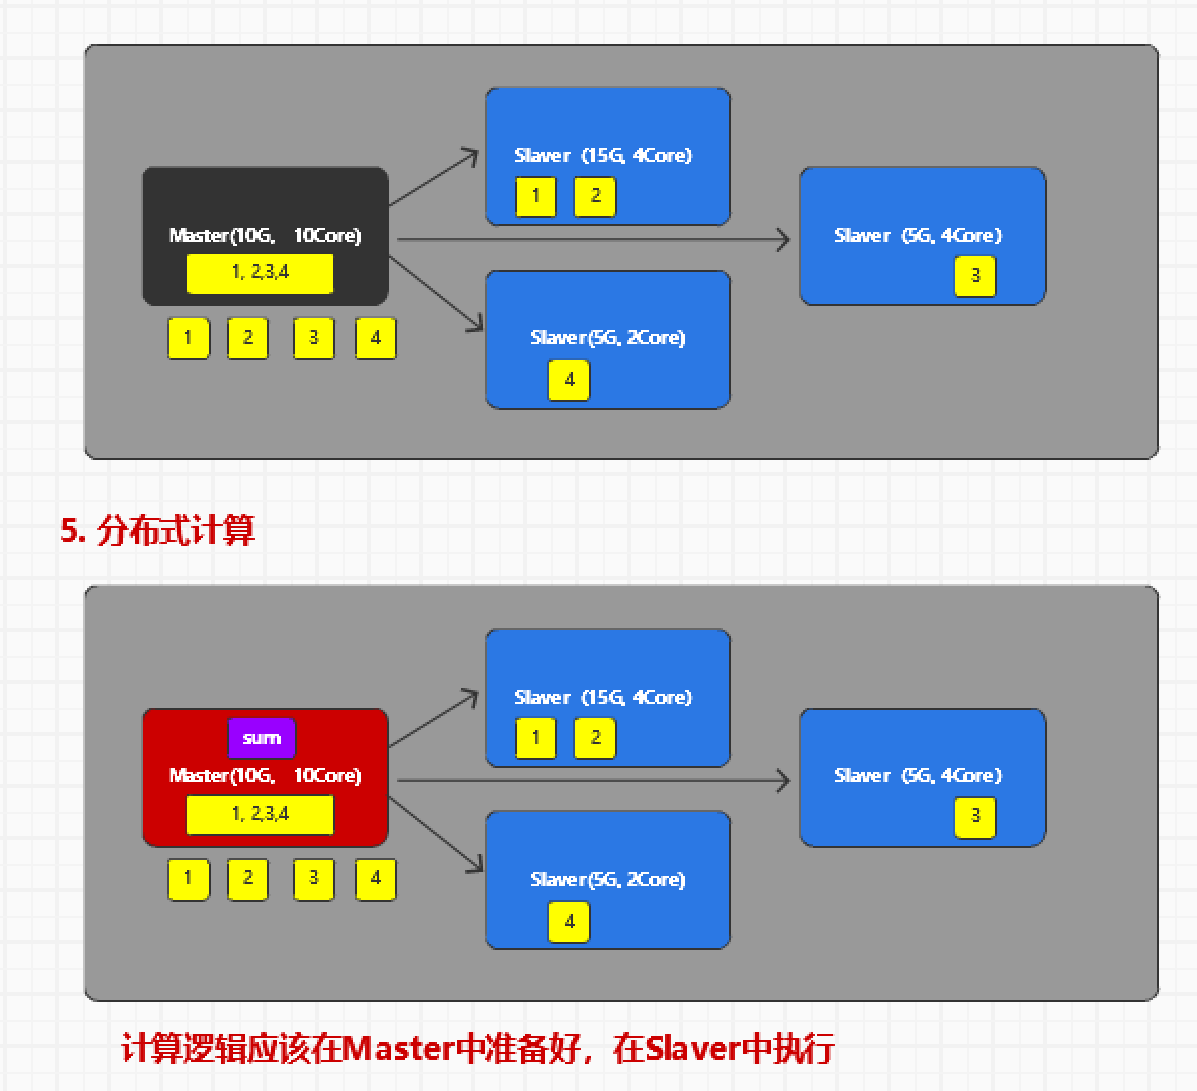 Slaver (15G, 4Core)
1 2
Master(10G, 10Core)
1, 2,3,4
Slaver (5G, 4Core)
3
1 2 3 4
Slaver(5G, 2Core)
4
5. 分布式计算
sum
Slaver (15G, 4Core)
1 2
Master(10G, 10Core)
1, 2,3,4
Slaver (5G, 4Core)
3
1 2 3 4
Slaver(5G, 2Core)
4
计算逻辑应该在Master中准备好，在Slaver中执行